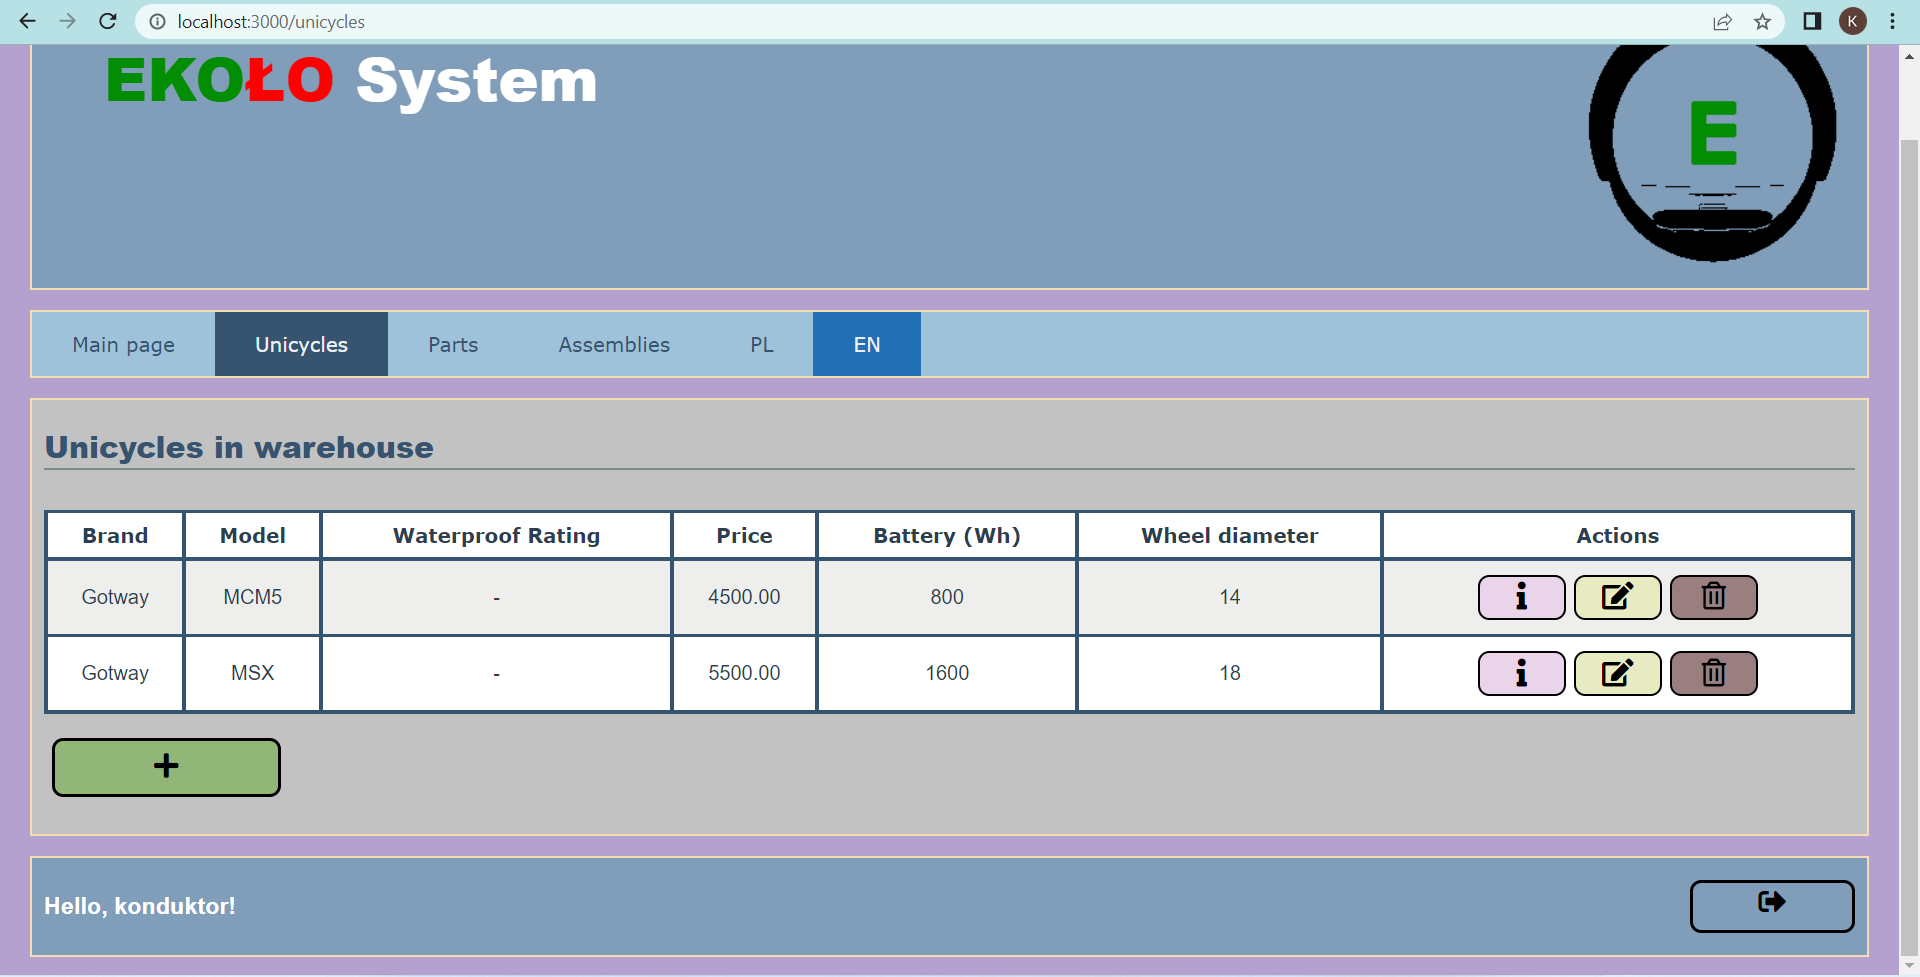 localhost:3000/unicycles
K
EKOŁO System
E
Main page Unicycles Parts Assemblies PL EN
Unicycles in warehouse
Brand Model Waterproof Rating Price Battery (Wh) Wheel diameter Actions
Gotway MCM5 - 4500.00 800 14
Gotway MSX - 5500.00 1600 18
Hello, konduktor!